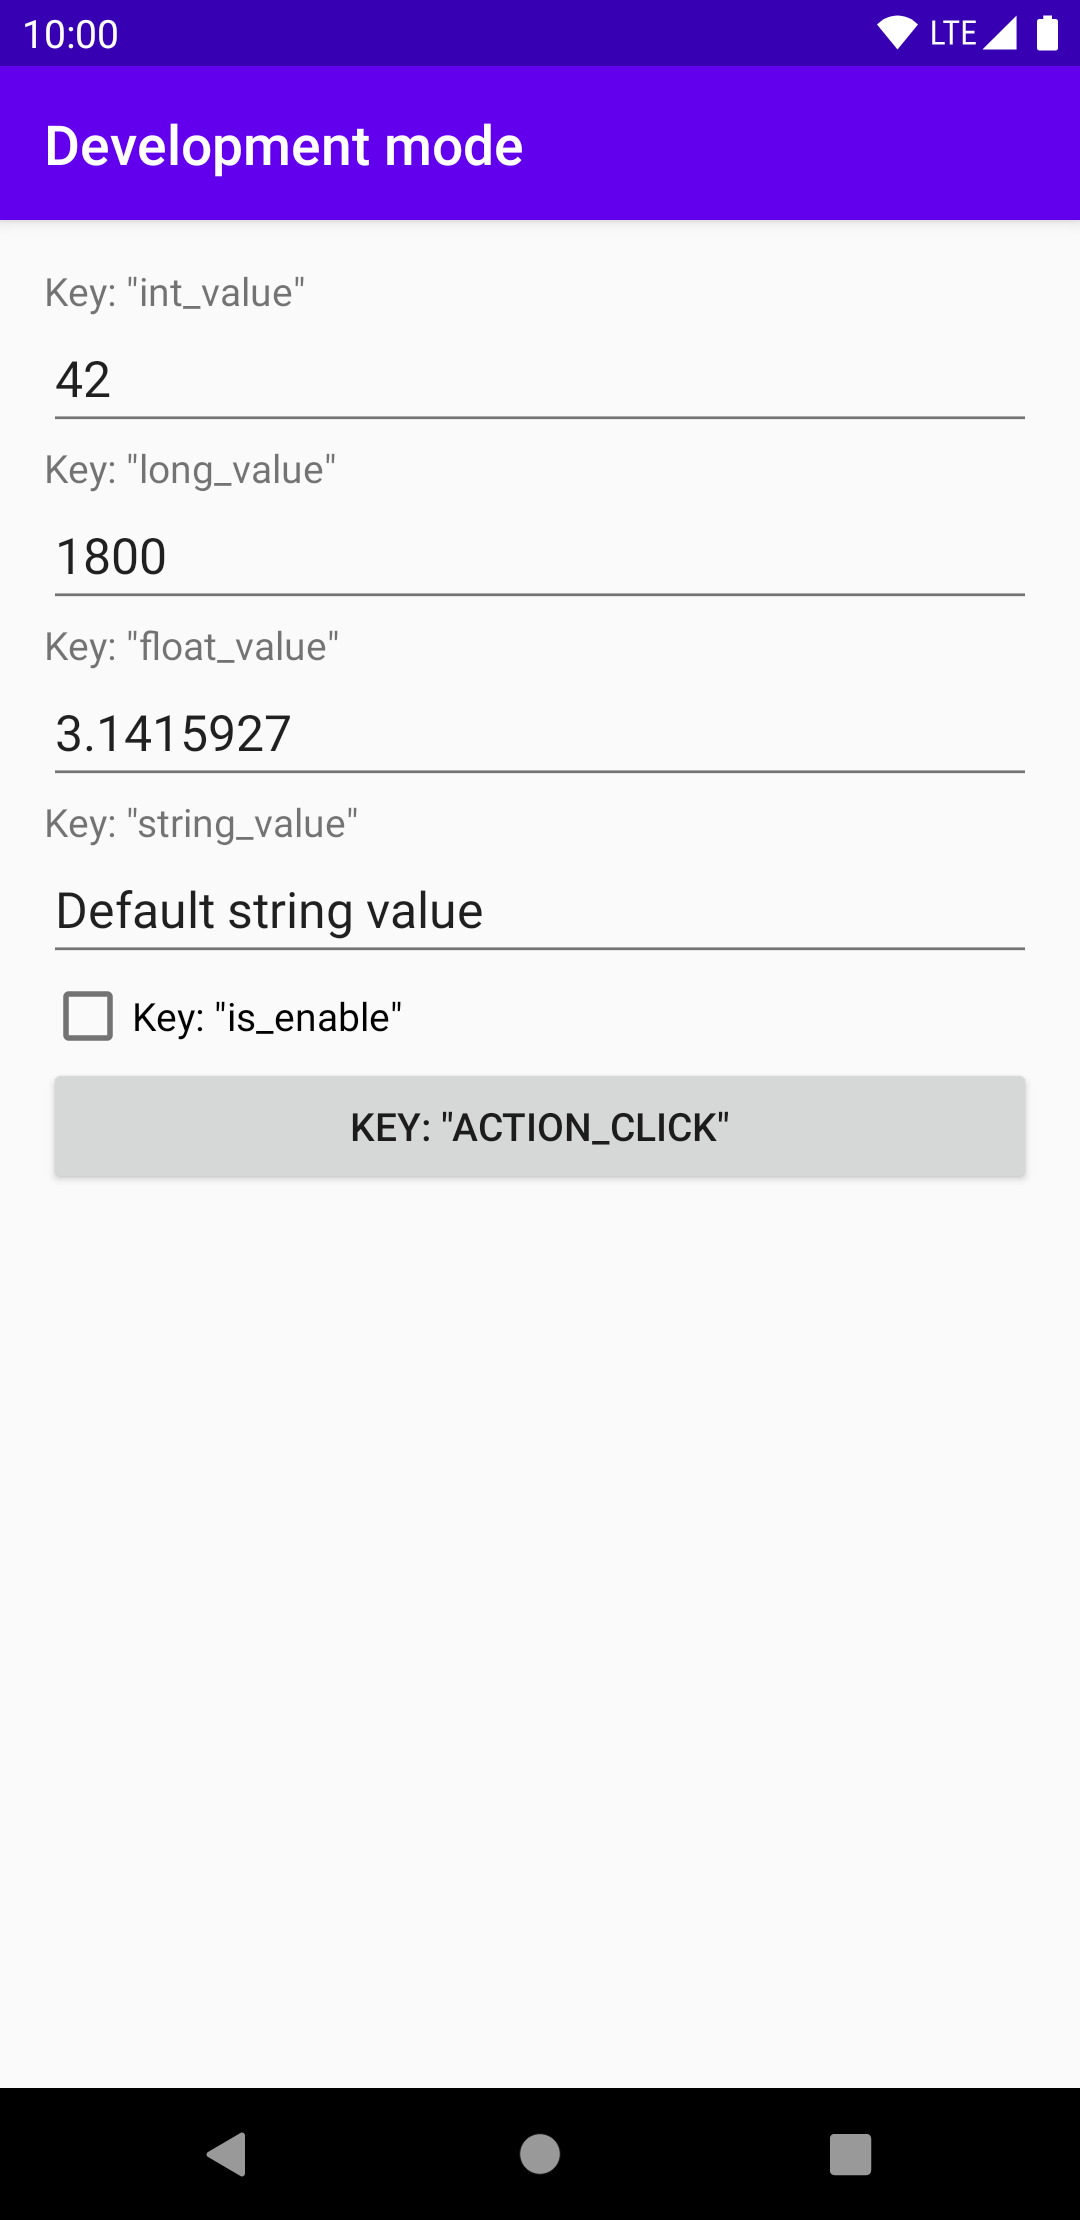 10:00
LTE
Development mode
Key: "int_value"
42
Key: "long_value"
1800
Key: "float_value"
3.1415927
Key: "string_value"
Default string value
Key: "is_enable"
KEY: "ACTION_CLICK"